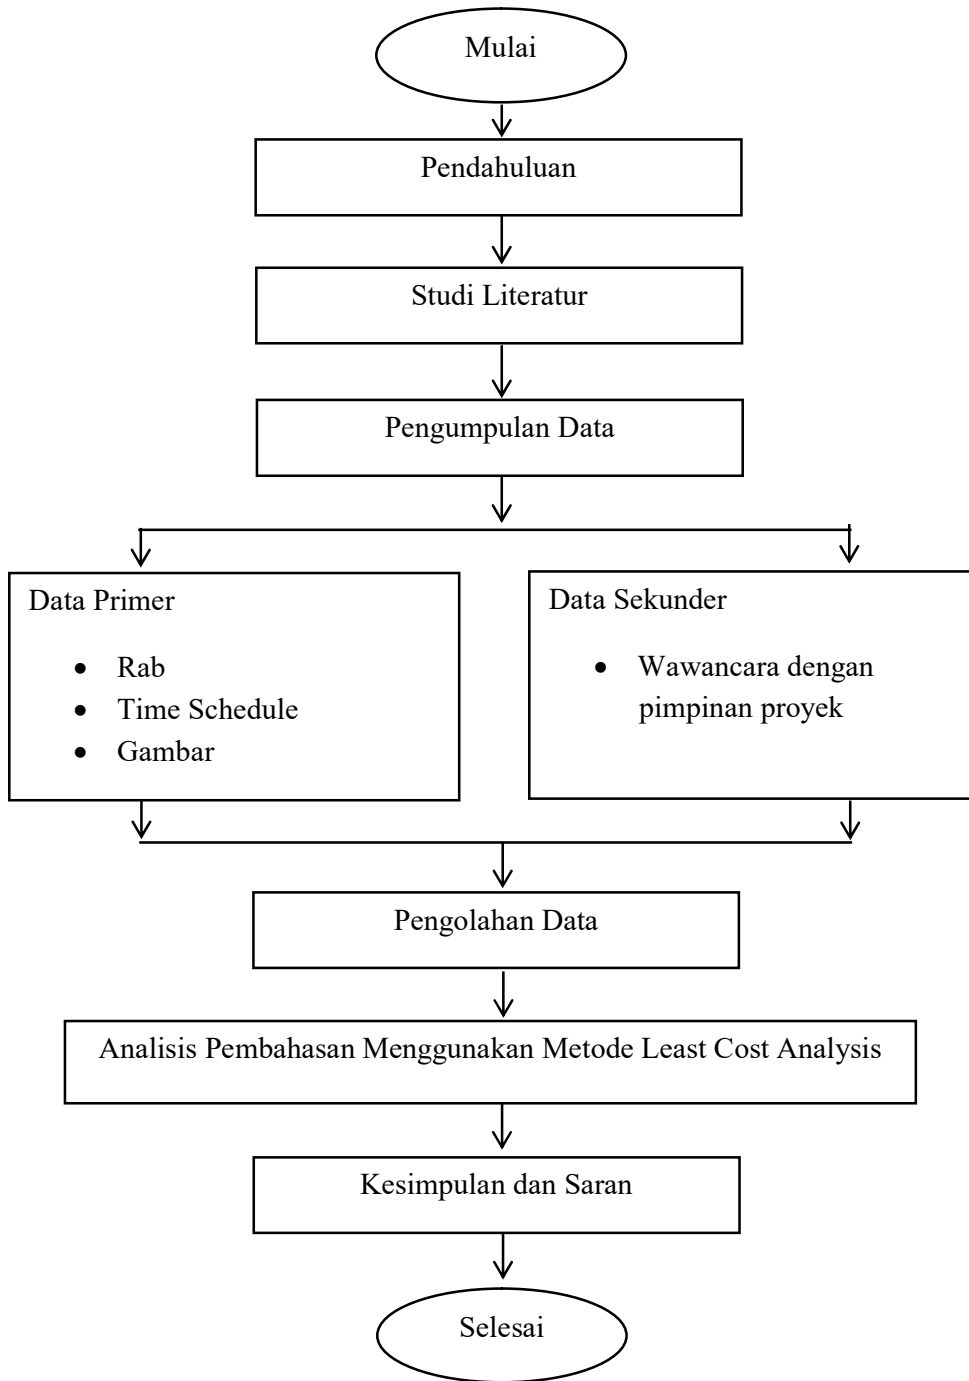 Mulai
Pendahuluan
Studi Literatur
Pengumpulan Data
Data Primer
• Rab
• Time Schedule
• Gambar
Data Sekunder
• Wawancara dengan
pimpinan proyek
Pengolahan Data
Analisis Pembahasan Menggunakan Metode Least Cost Analysis
Kesimpulan dan Saran
Selesai